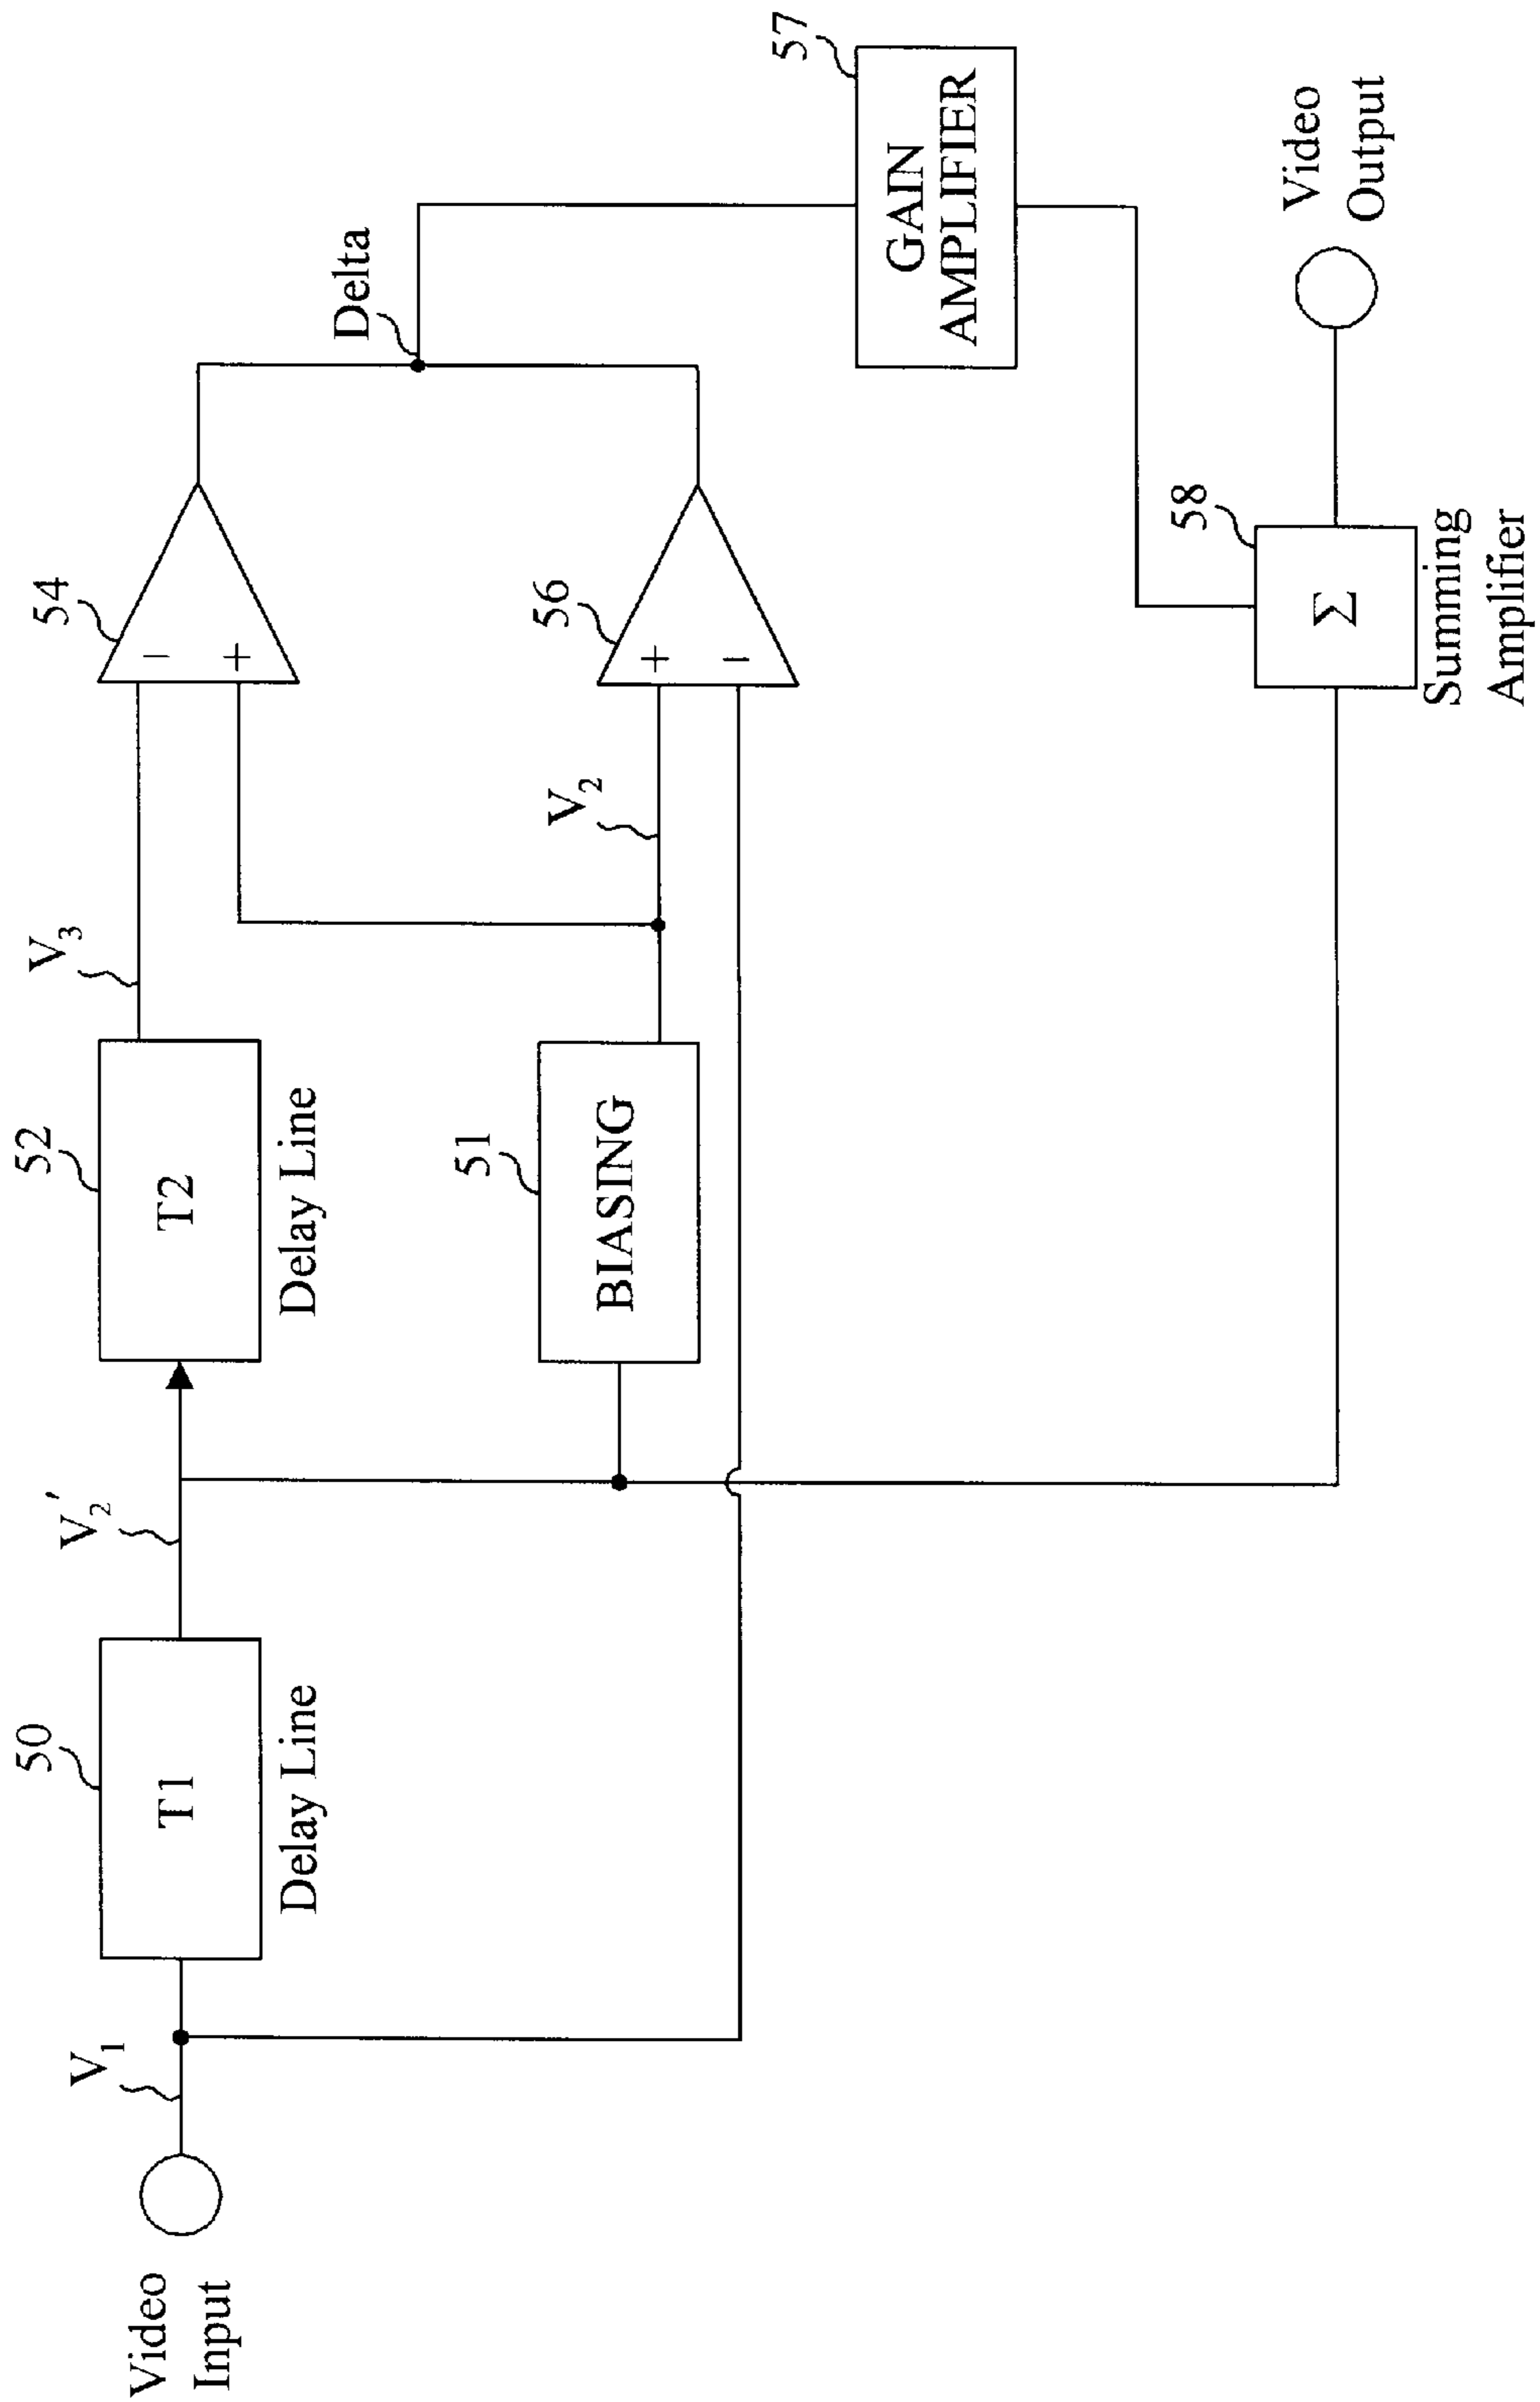 Video
Input
V1
50
T1
Delay Line
V2'
52
T2
Delay Line
V3
51
BIASING
V2
54
−
+
56
+
−
Delta
57
GAIN
AMPLIFIER
58
Σ
Summing
Amplifier
Video
Output